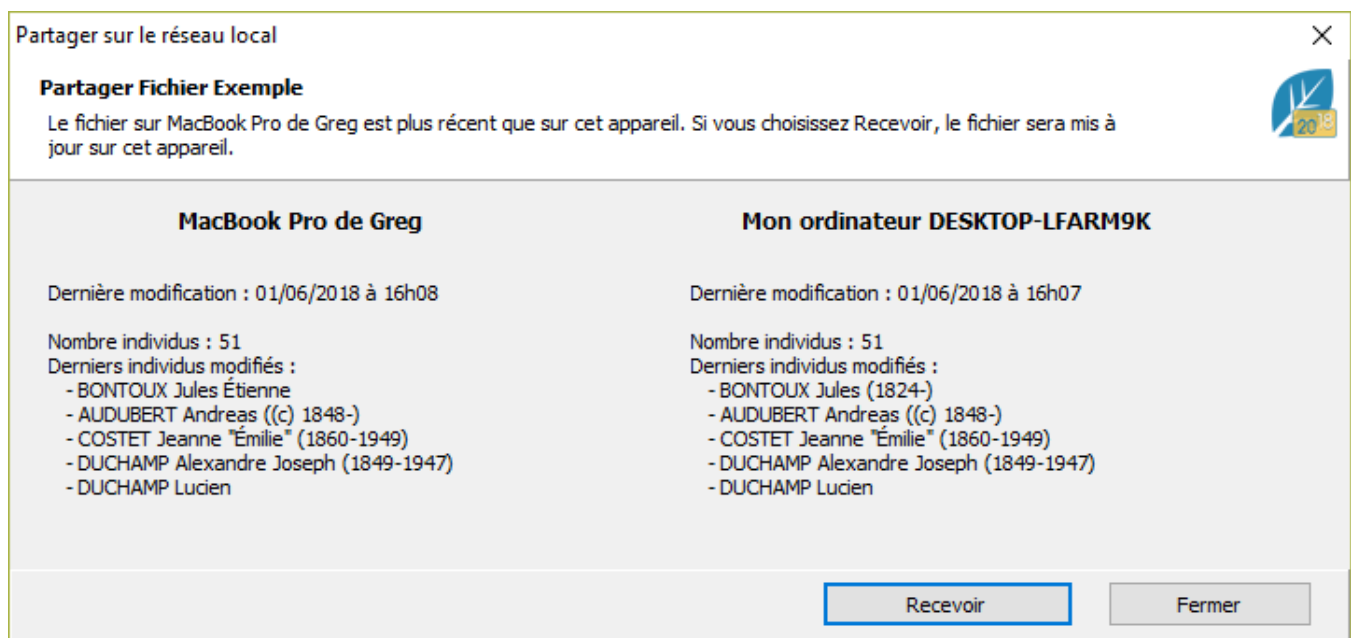 Partager sur le réseau local
Partager Fichier Exemple
Le fichier sur MacBook Pro de Greg est plus récent que sur cet appareil. Si vous choisissez Recevoir, le fichier sera mis à
jour sur cet appareil.
2018
MacBook Pro de Greg
Dernière modification : 01/06/2018 à 16h08
Nombre individus : 51
Derniers individus modifiés :
- BONTOUX Jules Étienne
- AUDUBERT Andreas ((c) 1848-)
- COSTET Jeanne "Émilie" (1860-1949)
- DUCHAMP Alexandre Joseph (1849-1947)
- DUCHAMP Lucien
Mon ordinateur DESKTOP-LFARM9K
Dernière modification : 01/06/2018 à 16h07
Nombre individus : 51
Derniers individus modifiés :
- BONTOUX Jules (1824-)
- AUDUBERT Andreas ((c) 1848-)
- COSTET Jeanne "Émilie" (1860-1949)
- DUCHAMP Alexandre Joseph (1849-1947)
- DUCHAMP Lucien
Recevoir
Fermer